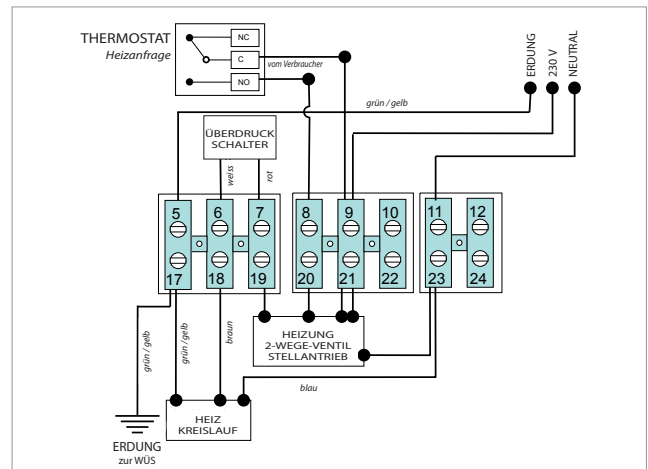 THERMOSTAT
Heizanfrage
NC
C
NO
vom Verbraucher
ERDUNG
230 V
NEUTRAL
grün / gelb
ÜBERDRUCK
SCHALTER
weiss
rot
5
6
7
8
9
10
11
12
17
18
19
20
21
22
23
24
HEIZUNG
2-WEGE-VENTIL
STELLANTRIEB
grün / gelb
grün / gelb
braun
blau
HEIZ
KREISLAUF
ERDUNG
zur WÜS